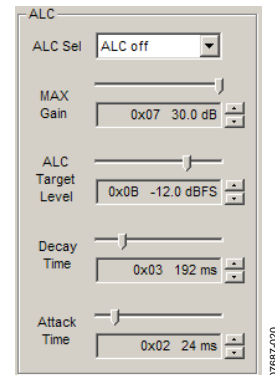 ALC
ALC Sel ALC off
MAX
Gain
0x07 30.0 dB
ALC
Target
Level
0x0B -12.0 dBFS
Decay
Time
0x03 192 ms
Attack
Time
0x02 24 ms
07687-020